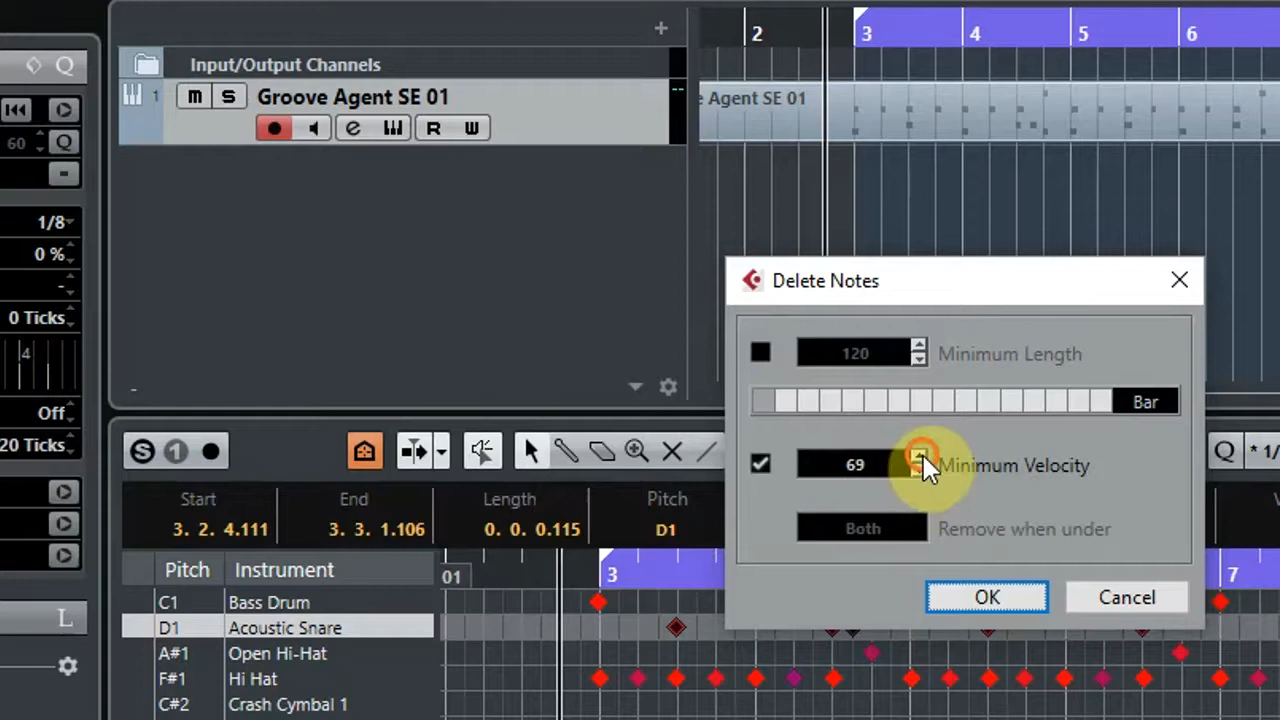 2
3
4
5
6
Input/Output Channels
1
m S
Groove Agent SE 01
e R W
Agent SE 01
Q
60
Q
1/8
0 %
-
0 Ticks
4
Off
20 Ticks
L
-
Delete Notes
120
Minimum Length
Bar
69
Minimum Velocity
Both
Remove when under
OK
Cancel
S 1
Q
* 1/
Start
End
Length
Pitch
3. 2. 4.111
3. 3. 1.106
0. 0. 0.115
D1
Pitch
Instrument
01
3
7
C1 Bass Drum
D1 Acoustic Snare
A#1 Open Hi-Hat
F#1 Hi Hat
C#2 Crash Cymbal 1